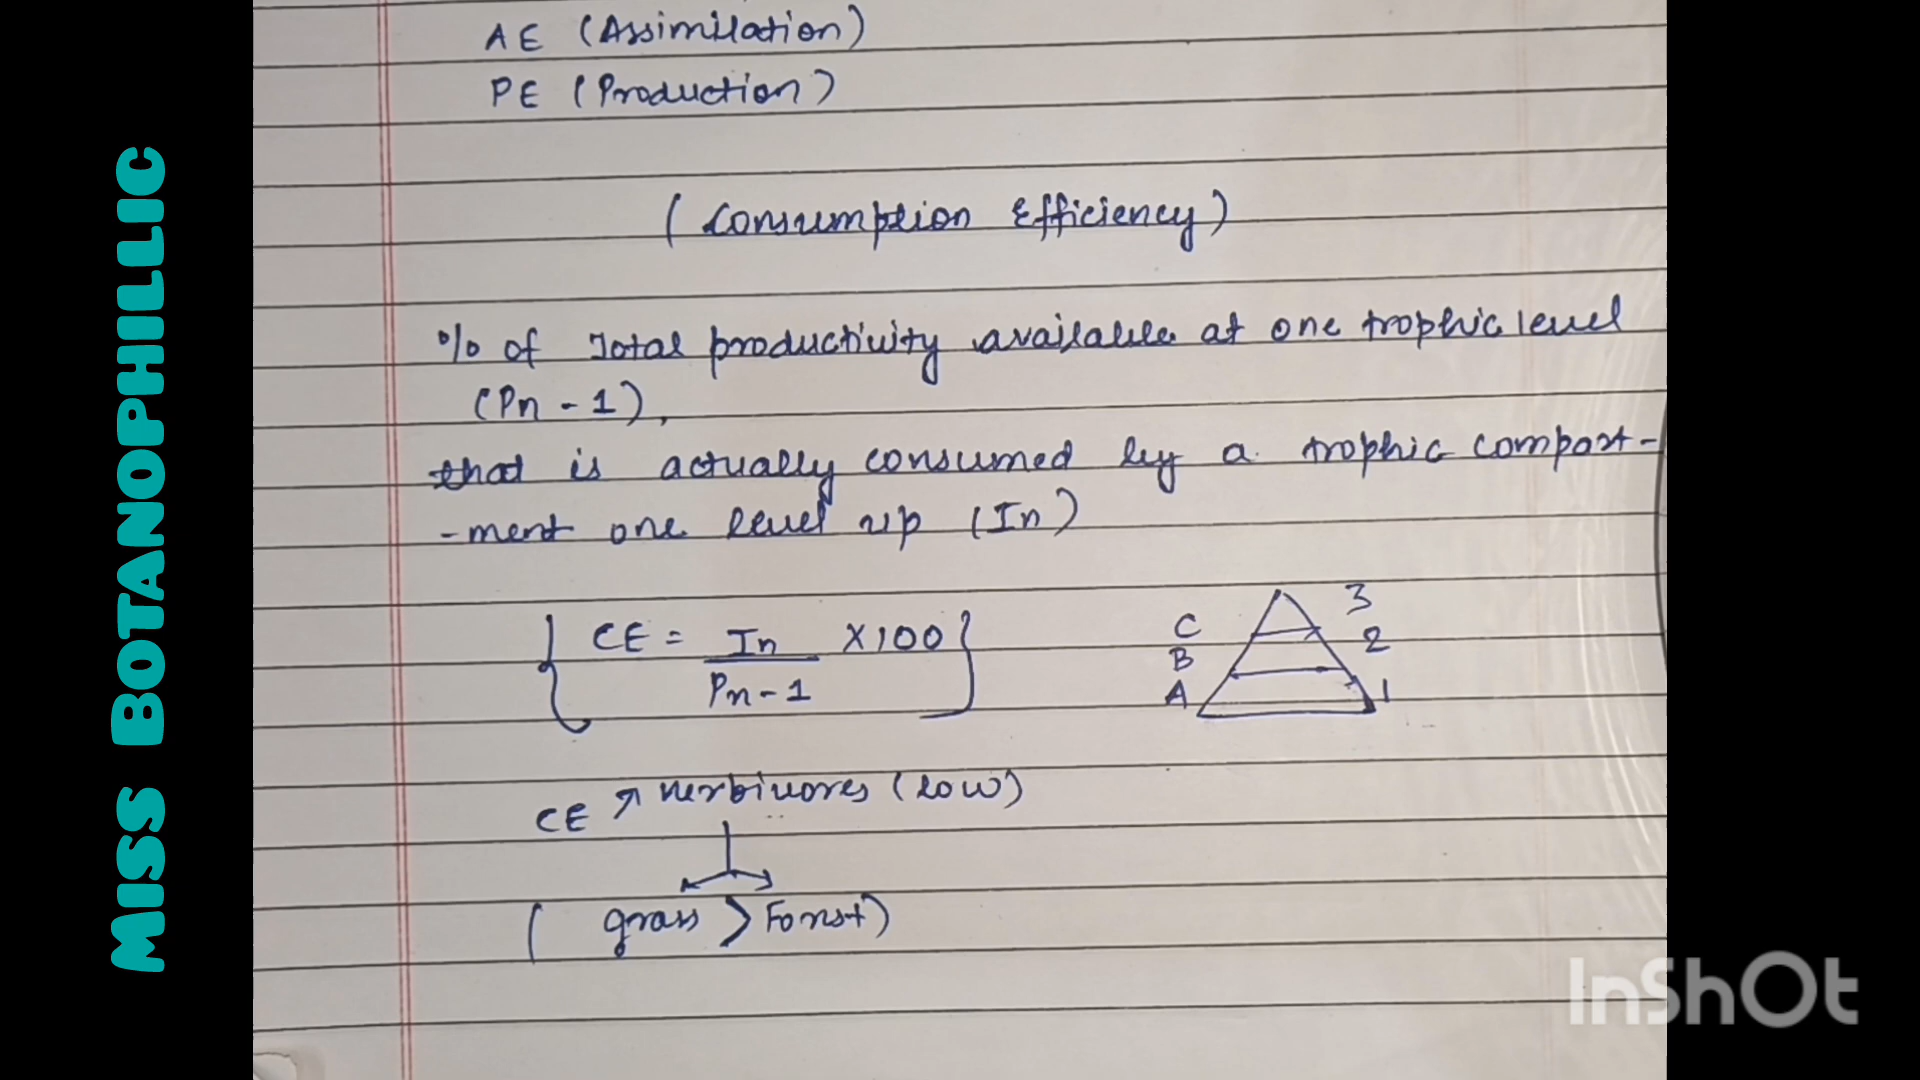 AE (Assimilation)
PE (Production)
(Consumption Efficiency)
% of Total productivity available at one trophic level
(Pn - 1),
that is actually consumed by a trophic compart-
-ment one level up (In)
{ CE = In / Pn - 1 X100 }
C 3
B 2
A 1
CE ↗ Herbivores (low)
( grass > Forest)
MISS BOTANOPHILLIC
InShOt